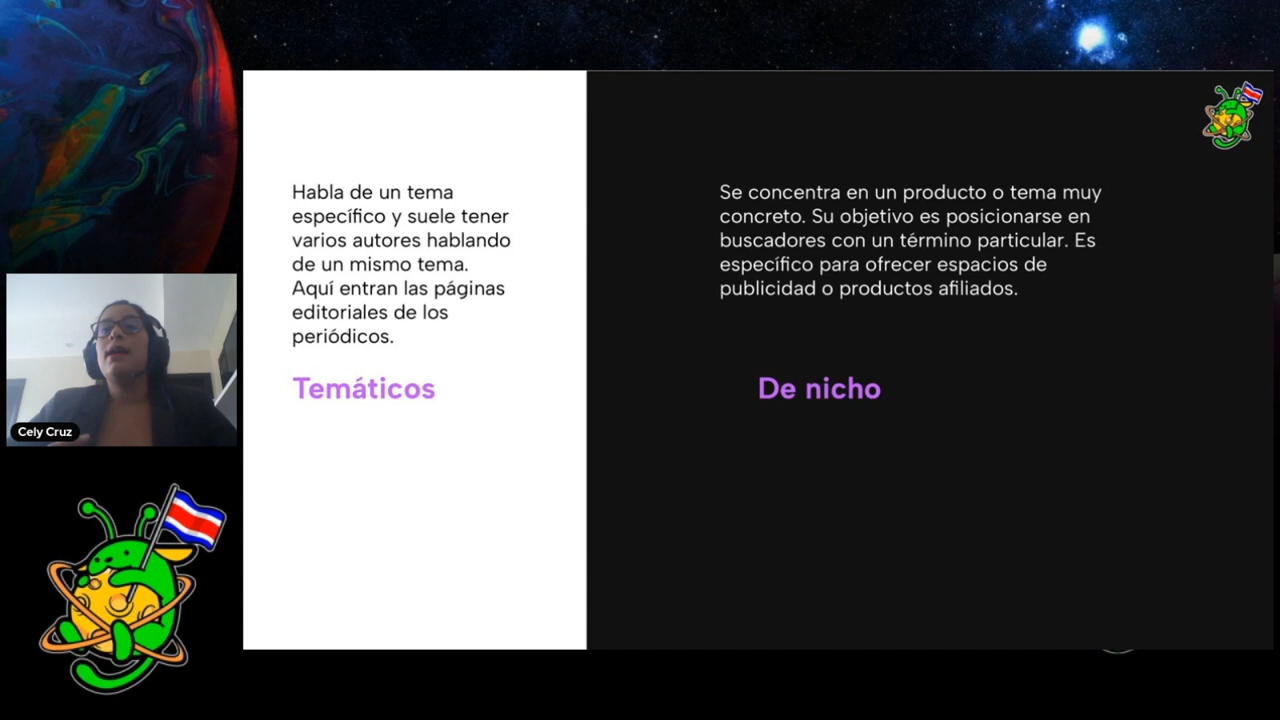 Habla de un tema
específico y suele tener
varios autores hablando
de un mismo tema.
Aquí entran las páginas
editoriales de los
periódicos.
Temáticos
Se concentra en un producto o tema muy
concreto. Su objetivo es posicionarse en
buscadores con un término particular. Es
específico para ofrecer espacios de
publicidad o productos afiliados.
De nicho
Cely Cruz